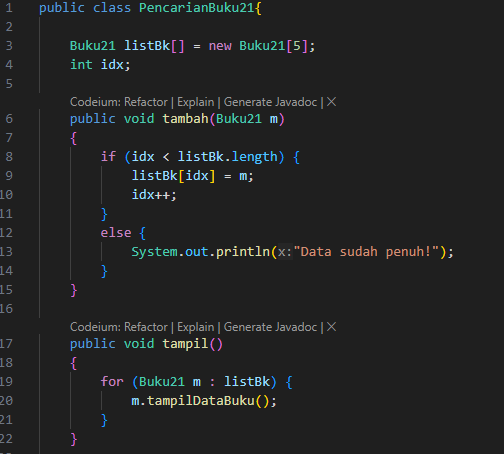 1 public class PencarianBuku21{
2
3 Buku21 listBk[] = new Buku21[5];
4 int idx;
5
Codeium: Refactor | Explain | Generate Javadoc | ×
6 public void tambah(Buku21 m)
7 {
8 if (idx < listBk.length) {
9 listBk[idx] = m;
10 idx++;
11 }
12 else {
13 System.out.println(x:"Data sudah penuh!");
14 }
15 }
16
Codeium: Refactor | Explain | Generate Javadoc | ×
17 public void tampil()
18 {
19 for (Buku21 m : listBk) {
20 m.tampilDataBuku();
21 }
22 }